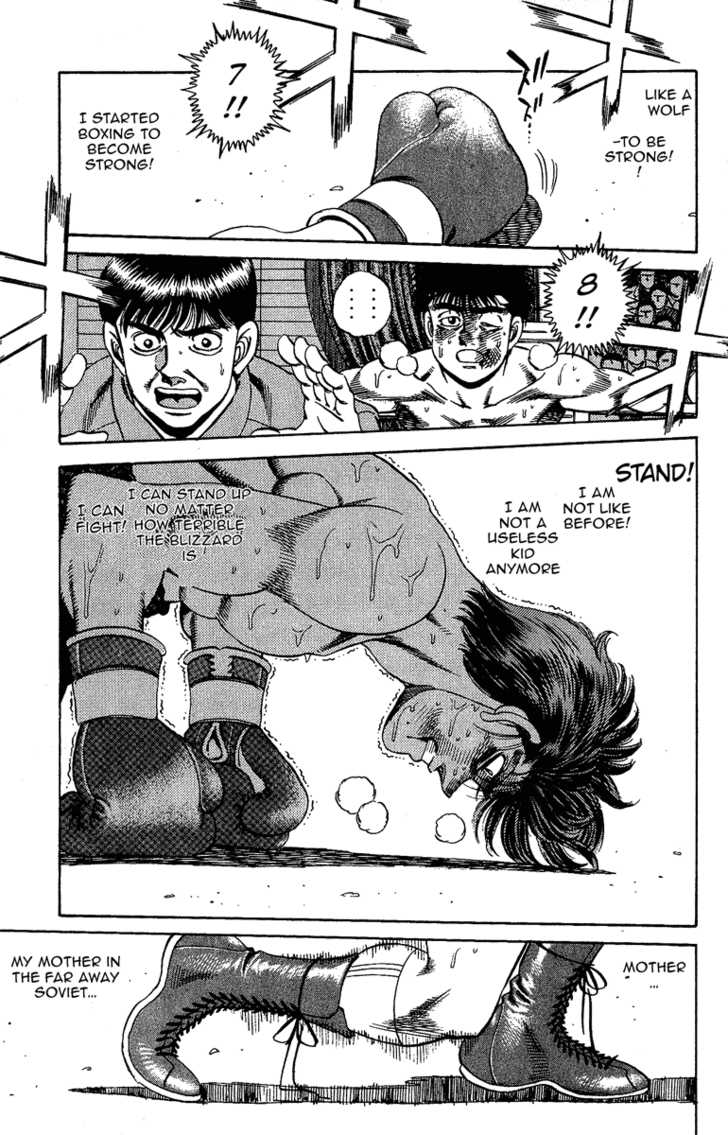 LIKE A
WOLF
-TO BE
STRONG!
!
7
!!
I STARTED
BOXING TO
BECOME
STRONG!
8
!!
STAND!
I AM
NOT LIKE
BEFORE!
I AM
NOT A
USELESS
KID
ANYMORE
I CAN STAND UP
NO MATTER
HOW TERRIBLE
THE BLIZZARD
IS
I CAN
FIGHT!
MOTHER
...
MY MOTHER IN
THE FAR AWAY
SOVIET...